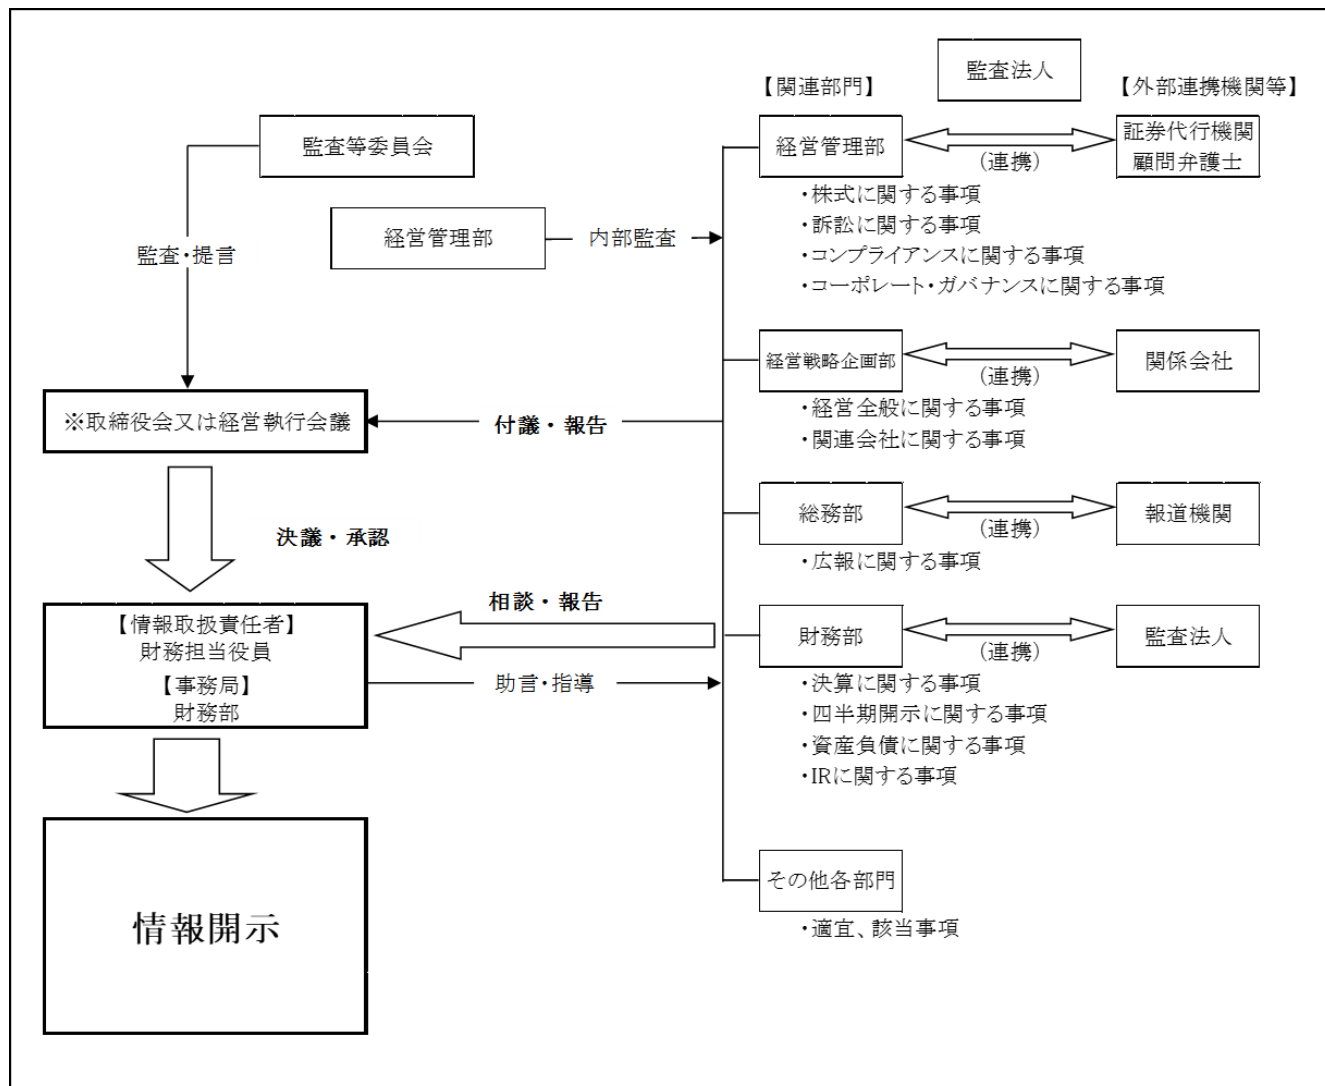 監査法人
【関連部門】
【外部連携機関等】
監査等委員会
経営管理部
(連携)
証券代行機関
顧問弁護士
・株式に関する事項
・訴訟に関する事項
・コンプライアンスに関する事項
・コーポレート・ガバナンスに関する事項
経営管理部
内部監査
監査・提言
経営戦略企画部
(連携)
関係会社
・経営全般に関する事項
・関連会社に関する事項
※取締役会又は経営執行会議
付議・報告
総務部
(連携)
報道機関
・広報に関する事項
決議・承認
相談・報告
【情報取扱責任者】
財務担当役員
【事務局】
財務部
助言・指導
財務部
(連携)
監査法人
・決算に関する事項
・四半期開示に関する事項
・資産負債に関する事項
・IRに関する事項
その他各部門
・適宜、該当事項
情報開示